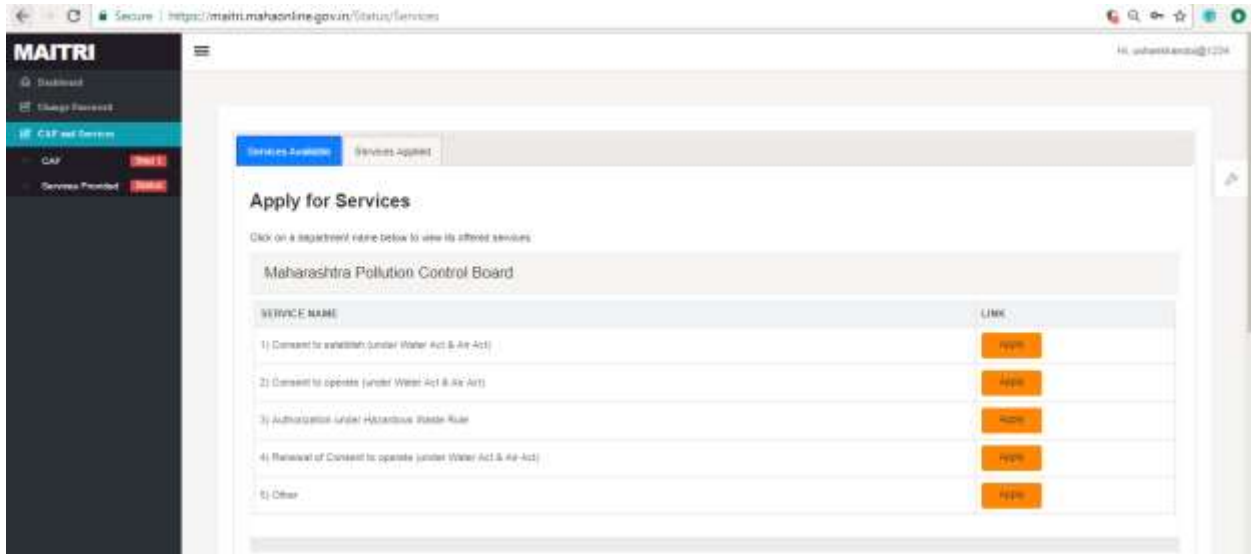 Secure https://maitri.mahaonline.gov.in/Status/Services
MAITRI
Hi,
Dashboard
Change Password
CAF and Services
CAF
Services Provided Status
Services Available Services Applied
Apply for Services
Click on a department name below to view its offered services
Maharashtra Pollution Control Board
SERVICE NAME LINK
1) Consent to establish (under Water Act & Air Act) Apply
2) Consent to operate (under Water Act & Air Act) Apply
3) Authorization under Hazardous Waste Rule Apply
4) Renewal of Consent to operate (under Water Act & Air Act) Apply
5) Other Apply